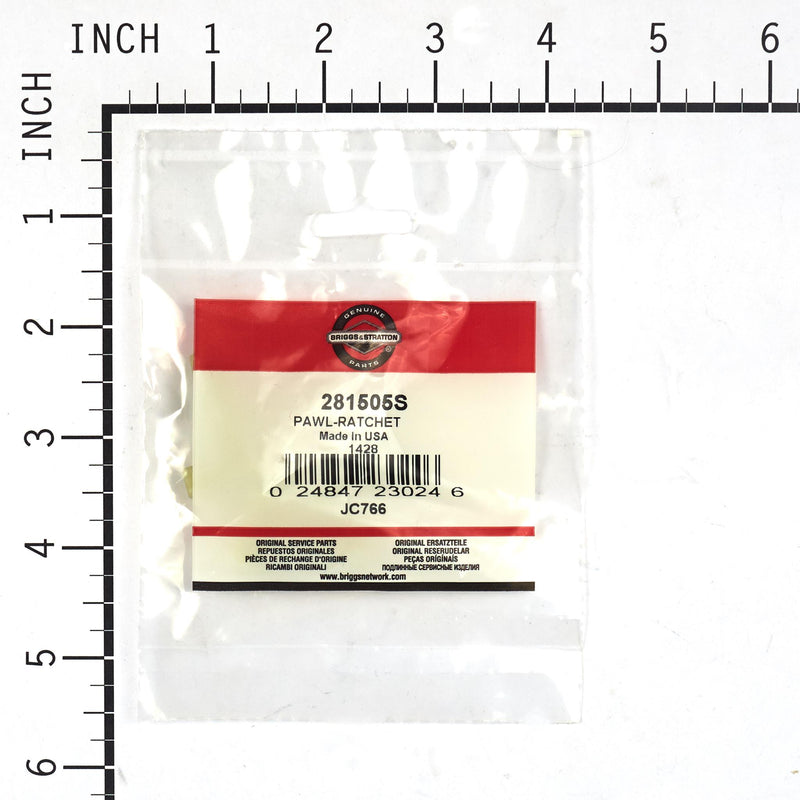 INCH 1 2 3 4 5 6
INCH
1
2
3
4
5
6
GENUINE
BRIGGS&STRATTON
®
PARTS
281505S
PAWL-RATCHET
Made in USA
1428
0 24847 23024 6
JC766
ORIGINAL SERVICE PARTS
REPUESTOS ORIGINALES
PIÈCES DE RECHANGE D'ORIGINE
RICAMBI ORIGINALI
ORIGINAL ERSATZTEILE
ORIGINAL RESERUDELAR
PEÇAS ORIGÍNAIS
ПОДЛИННЫЕ СЕРВИСНЫЕ ИЗДЕЛИЯ
www.briggsnetwork.com